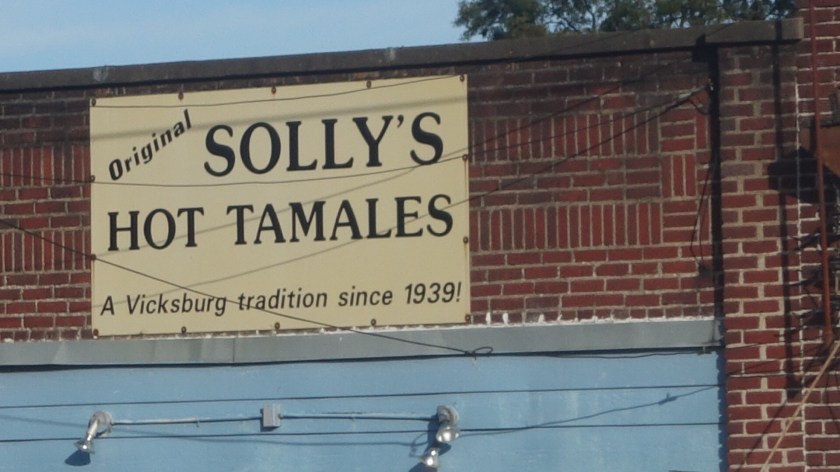 Original SOLLY'S
HOT TAMALES
A Vicksburg tradition since 1939!